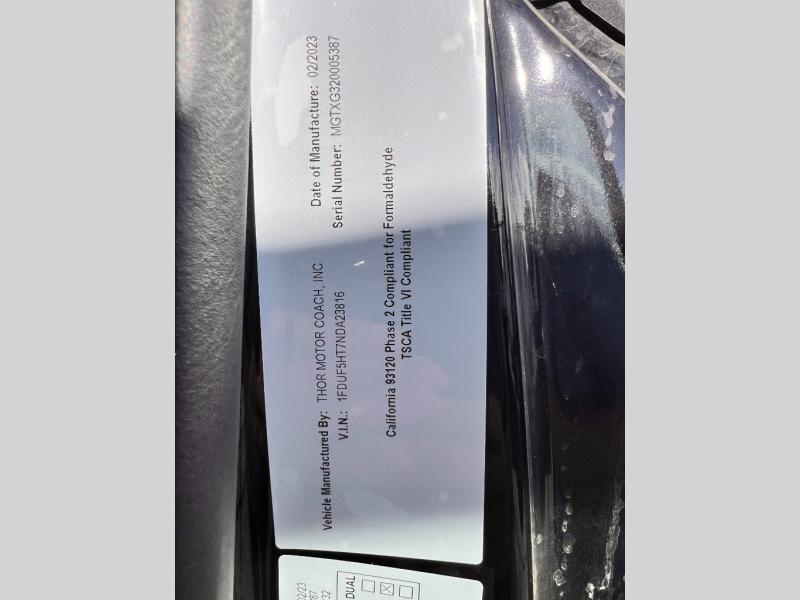 Vehicle Manufactured By: THOR MOTOR COACH, INC. Date of Manufacture: 02/2023
V.I.N.: 1FDUF5HT7NDA23816 Serial Number: MGTXG320005387
California 93120 Phase 2 Compliant for Formaldehyde
TSCA Title VI Compliant
DUAL